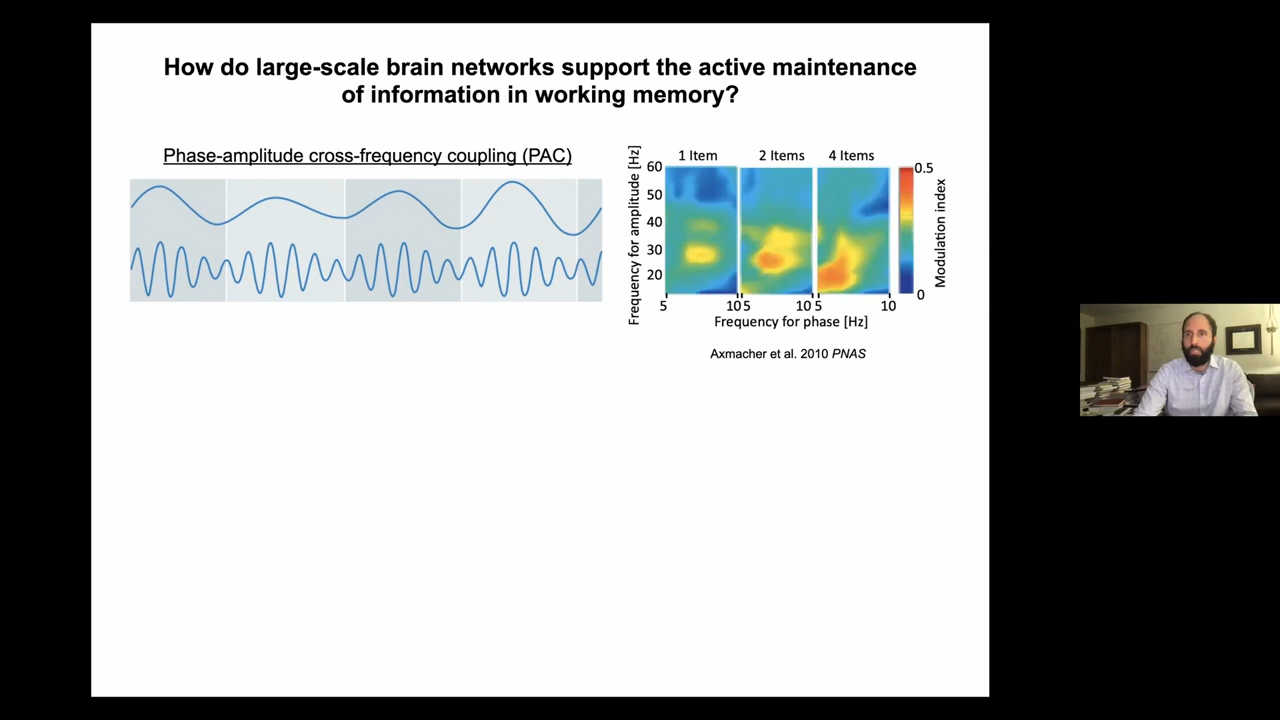 How do large-scale brain networks support the active maintenance
of information in working memory?
Phase-amplitude cross-frequency coupling (PAC)
1 Item
2 Items
4 Items
Frequency for amplitude [Hz]
60
50
40
30
20
5
10
5
10
5
10
Frequency for phase [Hz]
0.5
0
Modulation index
Axmacher et al. 2010 PNAS